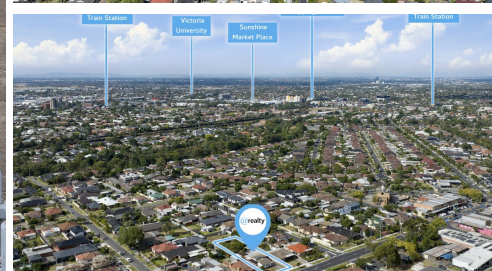 Train Station
Victoria
University
Sunshine
Market Place
Train Station
@realty